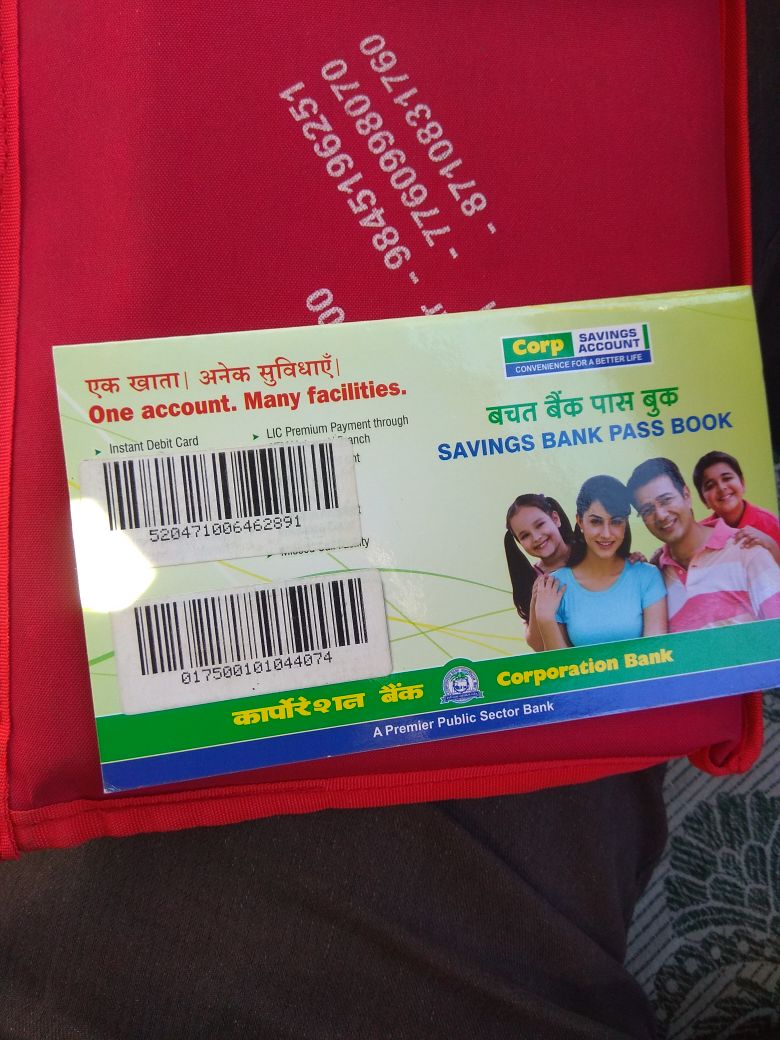 - 9845196251
- 7760998070
- 8710831760
00
एक खाता। अनेक सुविधाएँ।
One account. Many facilities.
➤ Instant Debit Card
➤ LIC Premium Payment through
520471006462891
017500101044074
Corp SAVINGS ACCOUNT
CONVENIENCE FOR A BETTER LIFE
बचत बैंक पास बुक
SAVINGS BANK PASS BOOK
कार्पोरेशन बैंक Corporation Bank
A Premier Public Sector Bank